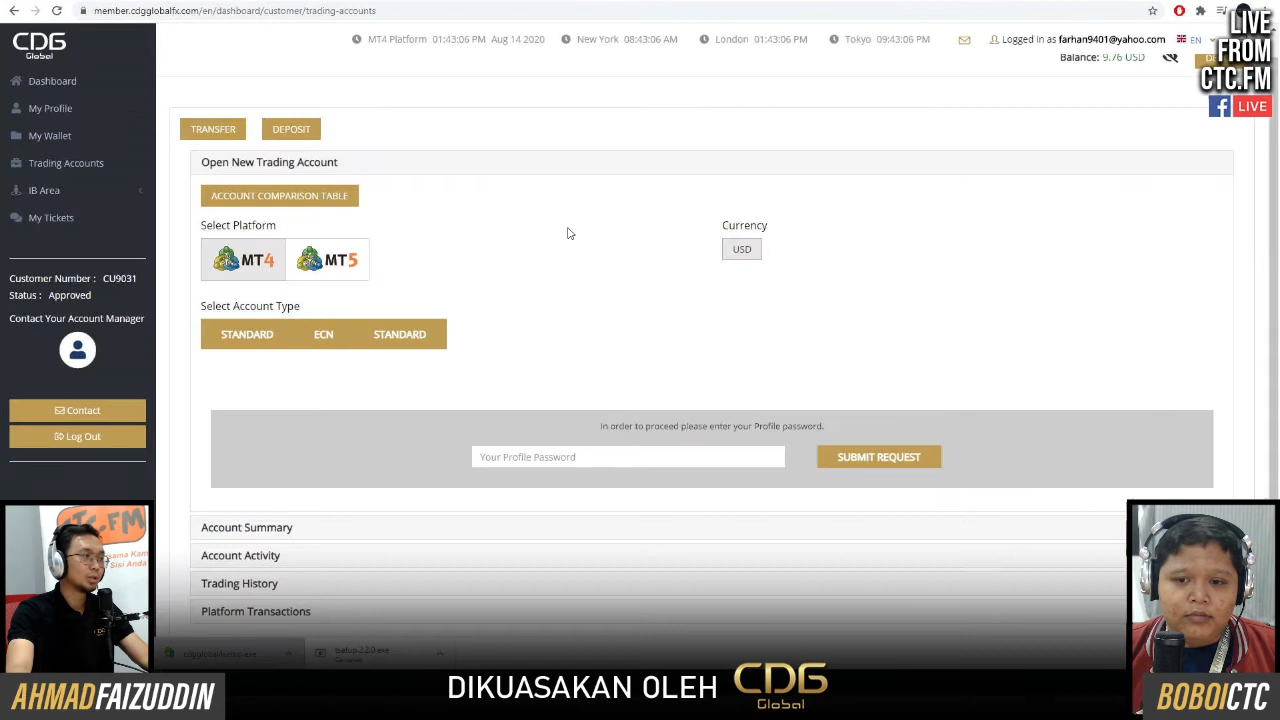 member.cdgglobalfx.com/en/dashboard/customer/trading-accounts
LIVE
FROM
CTC.FM
LIVE
CDG
Global
MT4 Platform 01:43:06 PM Aug 14 2020
New York 08:43:06 AM
London 01:43:06 PM
Tokyo 09:43:06 PM
Logged in as farhan9401@yahoo.com
EN
Balance: 9.76 USD
Dashboard
My Profile
My Wallet
Trading Accounts
IB Area
My Tickets
Customer Number : CU9031
Status : Approved
Contact Your Account Manager
Contact
Log Out
TRANSFER
DEPOSIT
Open New Trading Account
ACCOUNT COMPARISON TABLE
Select Platform
Currency
MT4
MT5
USD
Select Account Type
STANDARD ECN STANDARD
In order to proceed please enter your Profile password.
Your Profile Password
SUBMIT REQUEST
Account Summary
Account Activity
Trading History
Platform Transactions
CTC.FM
Sisi Anda
AHMADFAIZUDDIN
DIKUASAKAN OLEH CDG
Global
BOBOICTC